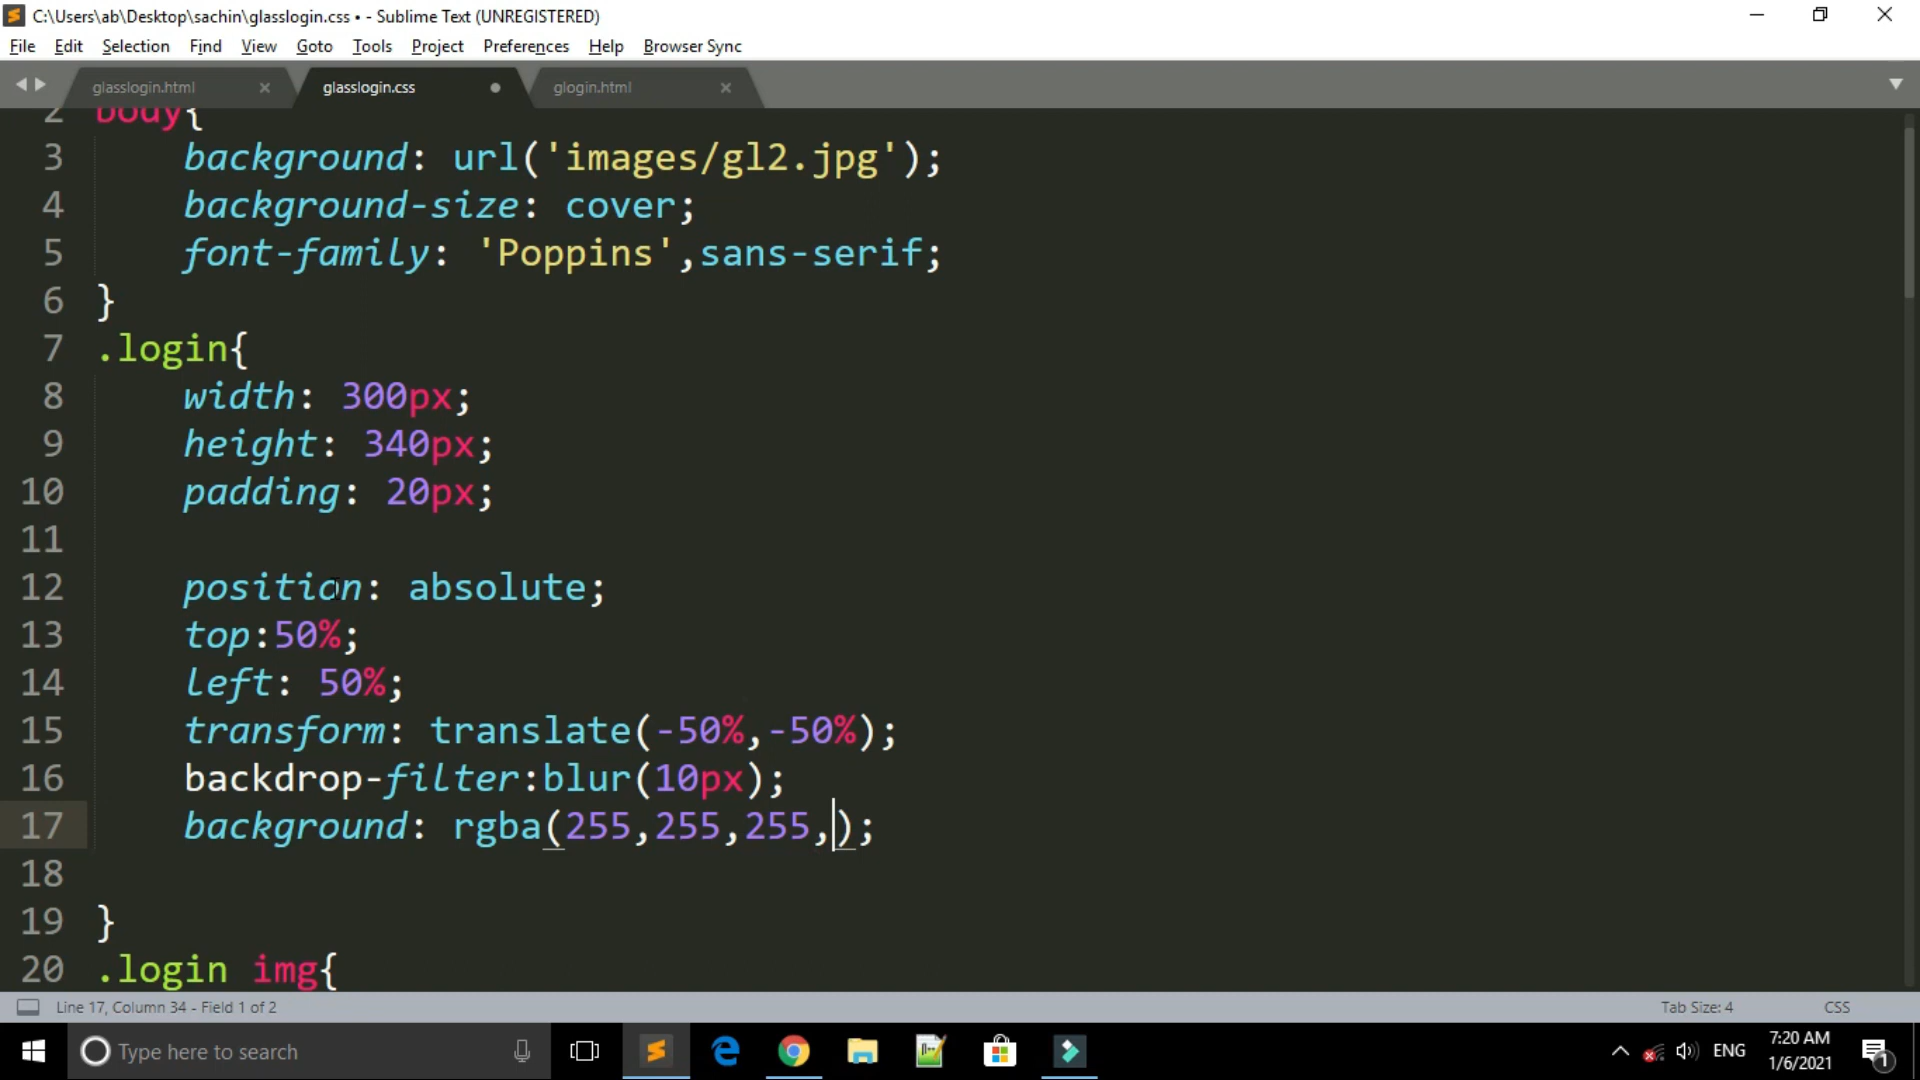 C:\Users\ab\Desktop\sachin\glasslogin.css • - Sublime Text (UNREGISTERED)
File Edit Selection Find View Goto Tools Project Preferences Help Browser Sync
glasslogin.html × glasslogin.css glogin.html ×
2 body{
3 background: url('images/gl2.jpg');
4 background-size: cover;
5 font-family: 'Poppins',sans-serif;
6 }
7 .login{
8 width: 300px;
9 height: 340px;
10 padding: 20px;
11
12 position: absolute;
13 top:50%;
14 left: 50%;
15 transform: translate(-50%,-50%);
16 backdrop-filter:blur(10px);
17 background: rgba(255,255,255,);
18
19 }
20 .login img{
Line 17, Column 34 - Field 1 of 2 Tab Size: 4 CSS
Type here to search ENG 7:20 AM
1/6/2021 1